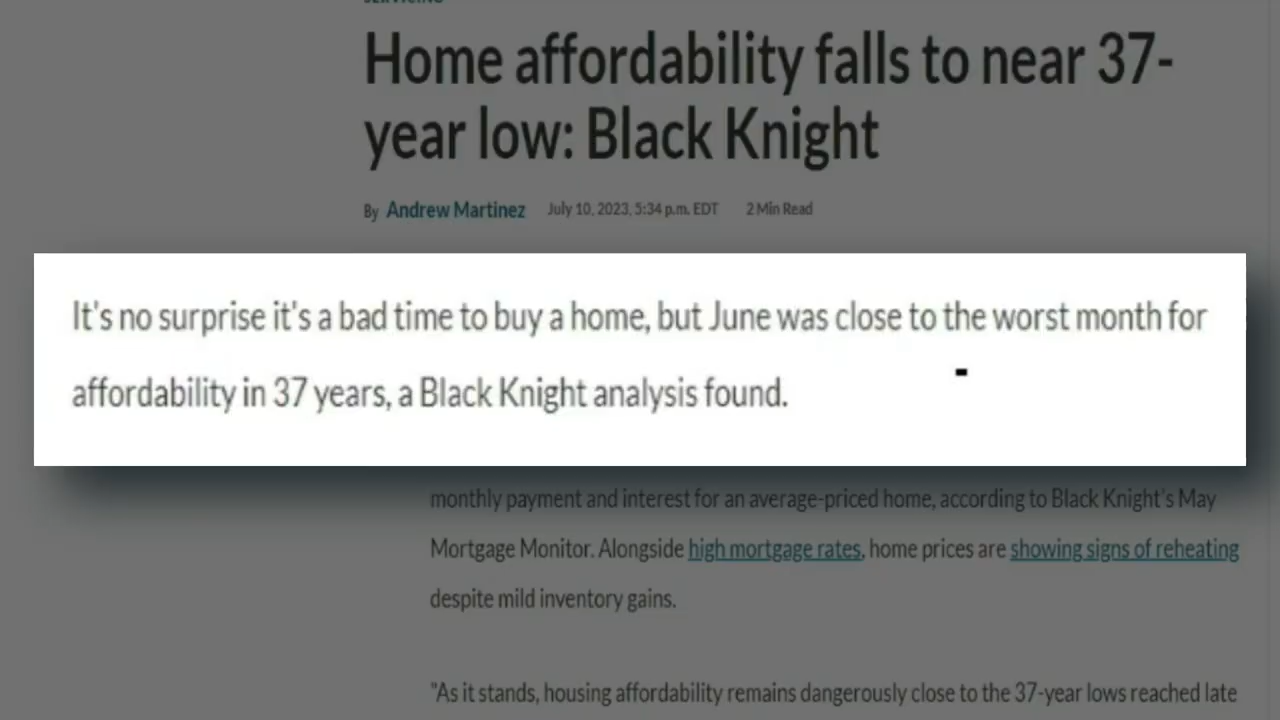 SERVICING
Home affordability falls to near 37-
year low: Black Knight
By Andrew Martinez July 10, 2023, 5:34 p.m. EDT 2 Min Read
It's no surprise it's a bad time to buy a home, but June was close to the worst month for
affordability in 37 years, a Black Knight analysis found.
monthly payment and interest for an average-priced home, according to Black Knight's May
Mortgage Monitor. Alongside high mortgage rates, home prices are showing signs of reheating
despite mild inventory gains.
"As it stands, housing affordability remains dangerously close to the 37-year lows reached late